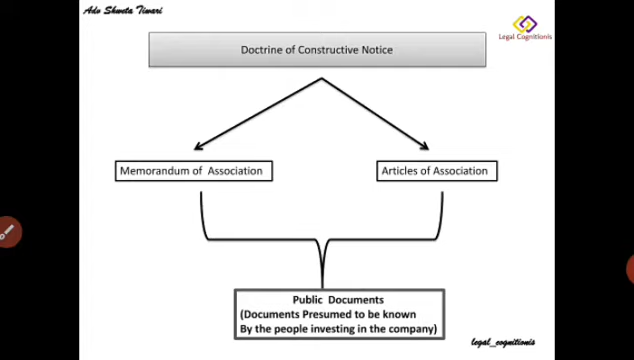 Adv Shweta Tiwari
Legal Cognitionis
Doctrine of Constructive Notice
Memorandum of Association
Articles of Association
Public Documents
(Documents Presumed to be known
By the people investing in the company)
legal_cognitionis